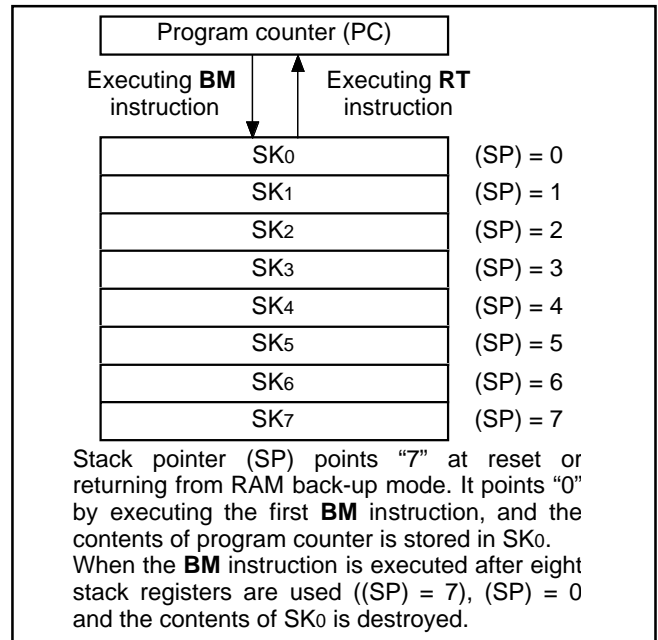 Program counter (PC)
Executing BM Executing RT
instruction instruction
SK0 (SP) = 0
SK1 (SP) = 1
SK2 (SP) = 2
SK3 (SP) = 3
SK4 (SP) = 4
SK5 (SP) = 5
SK6 (SP) = 6
SK7 (SP) = 7
Stack pointer (SP) points “7” at reset or
returning from RAM back-up mode. It points “0”
by executing the first BM instruction, and the
contents of program counter is stored in SK0.
When the BM instruction is executed after eight
stack registers are used ((SP) = 7), (SP) = 0
and the contents of SK0 is destroyed.